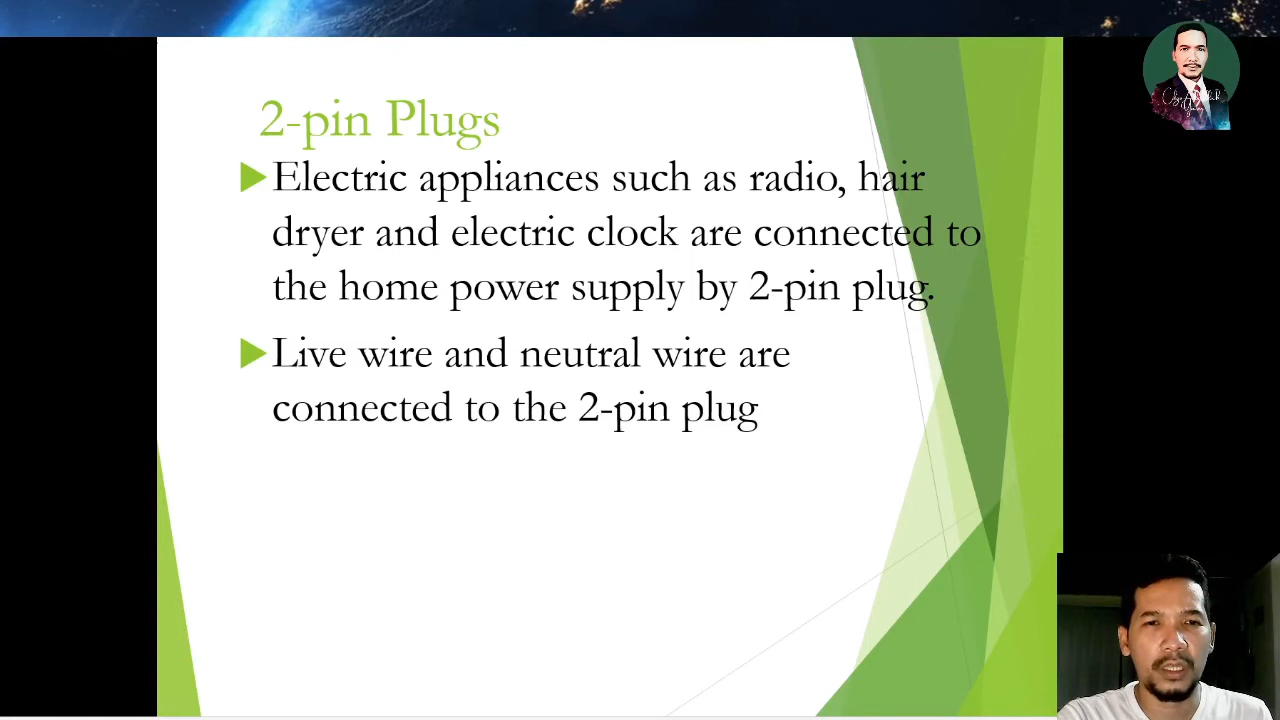 2-pin Plugs
Electric appliances such as radio, hair
dryer and electric clock are connected to
the home power supply by 2-pin plug.
Live wire and neutral wire are
connected to the 2-pin plug